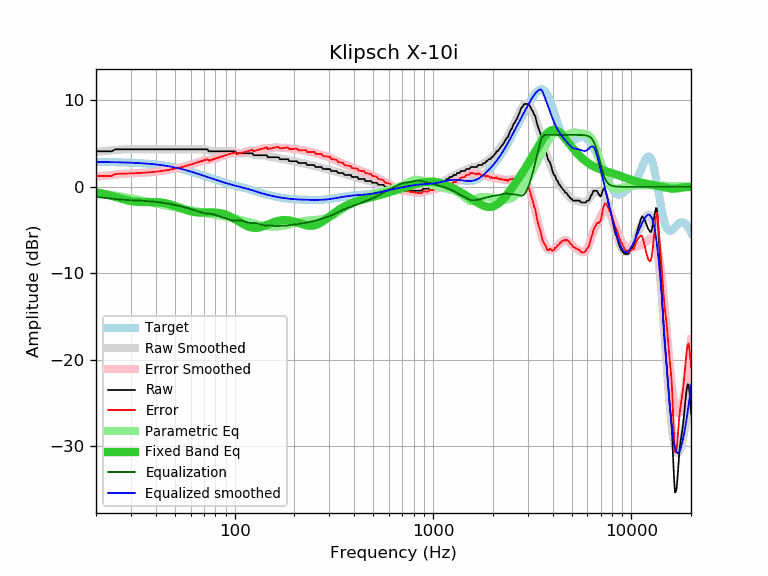 Klipsch X-10i
Amplitude (dBr)
10
0
−10
−20
−30
Target
Raw Smoothed
Error Smoothed
Raw
Error
Parametric Eq
Fixed Band Eq
Equalization
Equalized smoothed
100 1000 10000
Frequency (Hz)